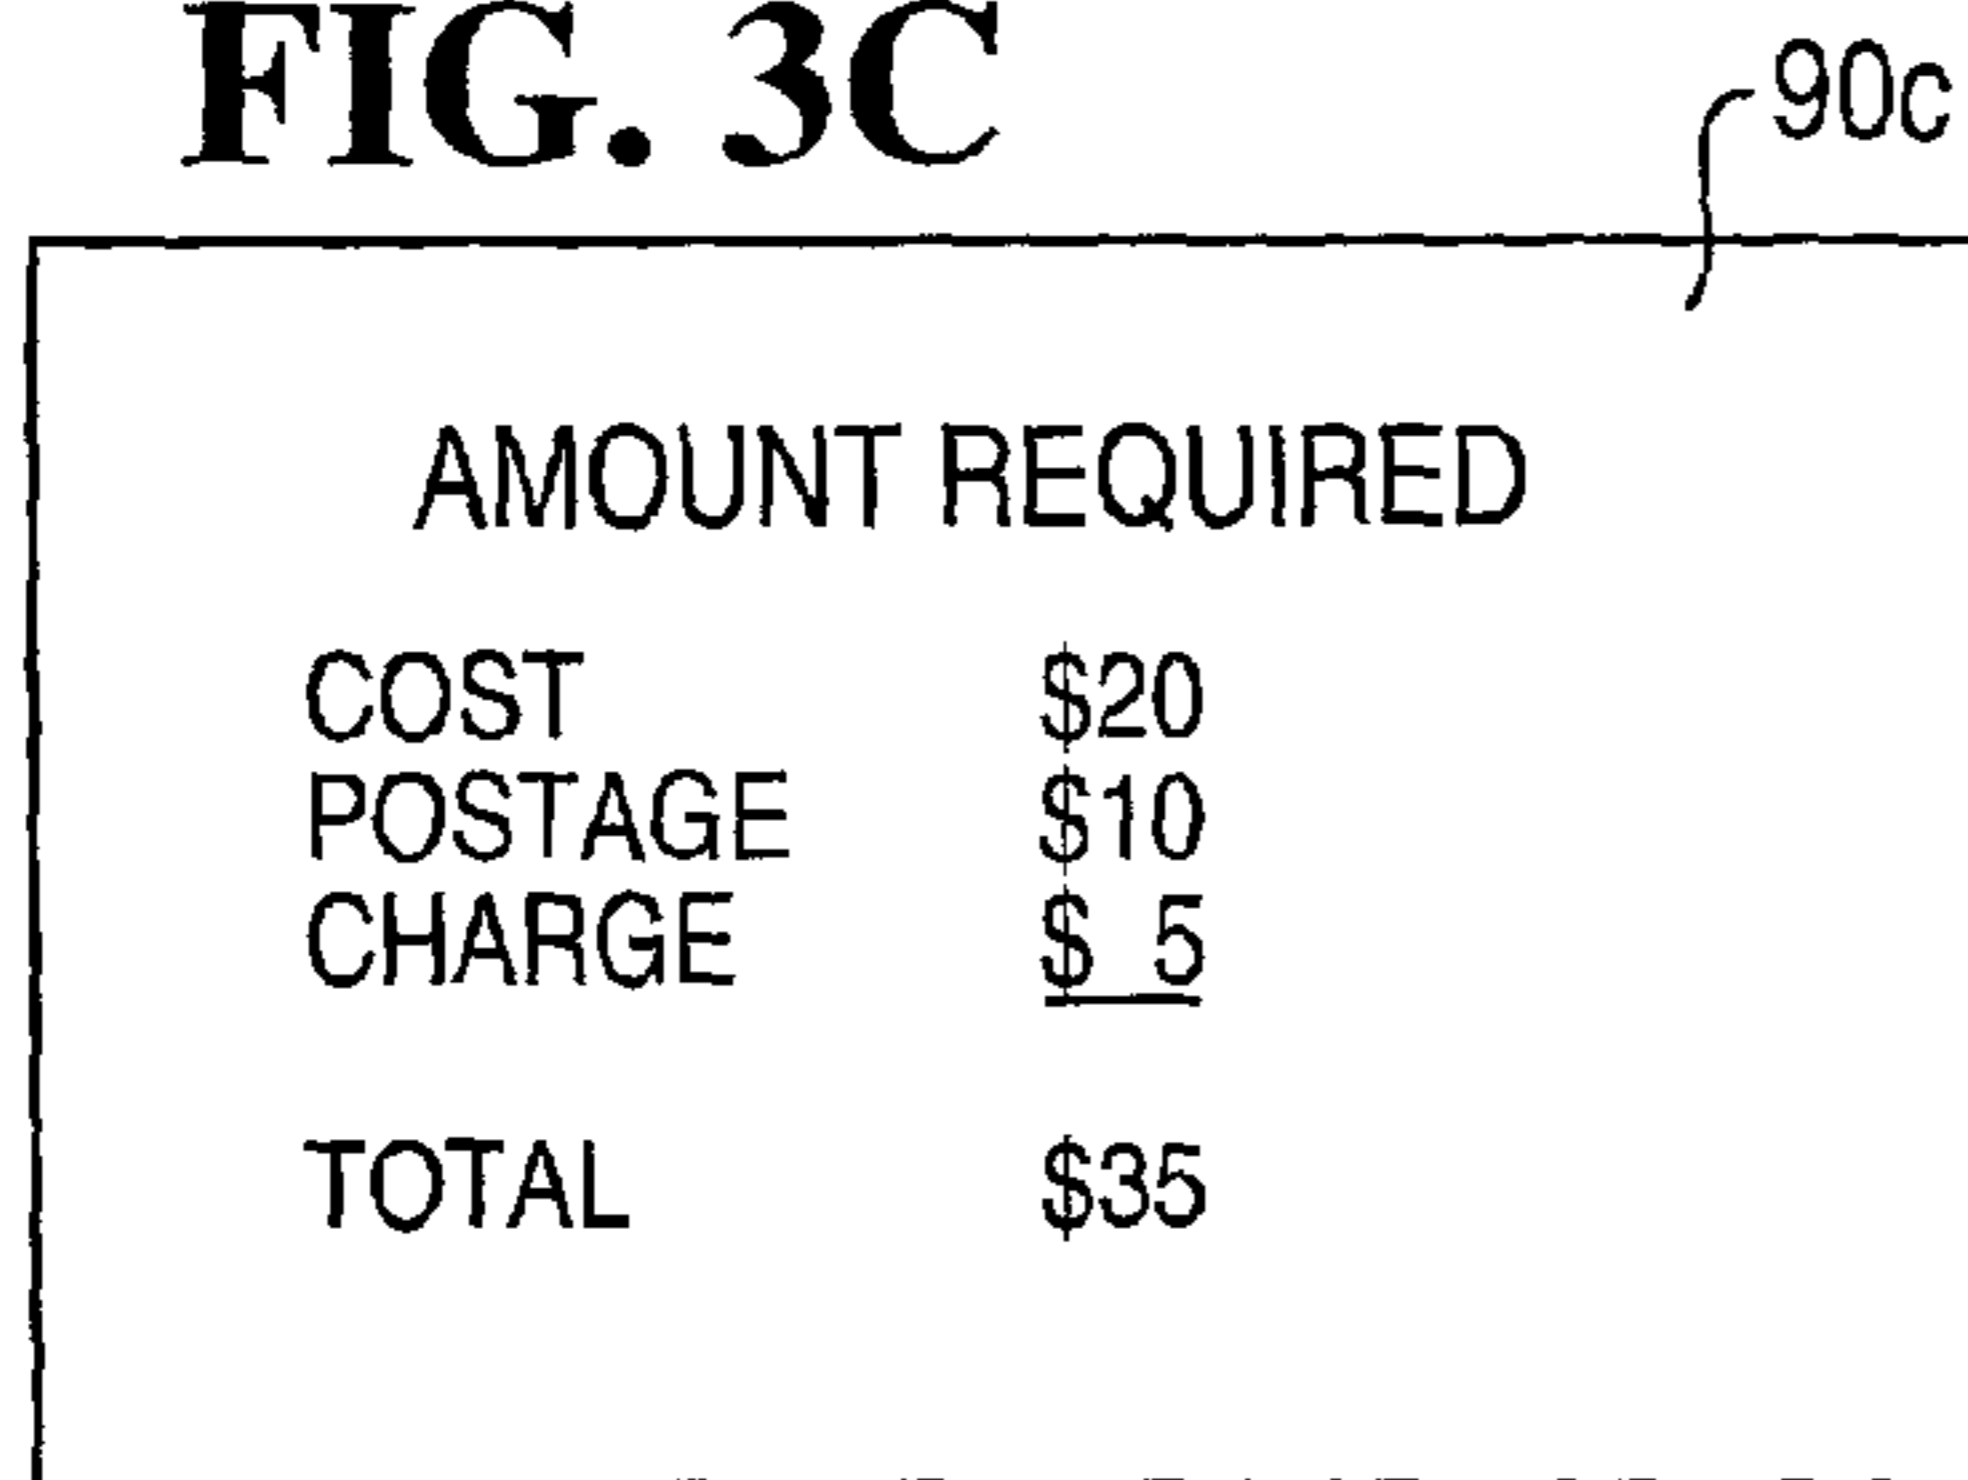 FIG. 3C
90c
AMOUNT REQUIRED
COST $20
POSTAGE $10
CHARGE $ 5
TOTAL $35